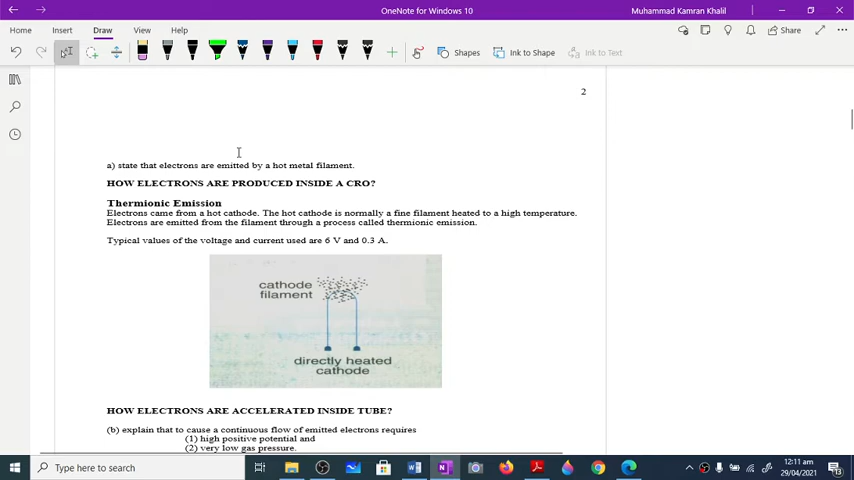 OneNote for Windows 10
Muhammad Kamran Khalil
Home
Insert
Draw
View
Help
Share
Shapes
Ink to Shape
Ink to Text
2
a) state that electrons are emitted by a hot metal filament.
HOW ELECTRONS ARE PRODUCED INSIDE A CRO?
Thermionic Emission
Electrons came from a hot cathode. The hot cathode is normally a fine filament heated to a high temperature.
Electrons are emitted from the filament through a process called thermionic emission.
Typical values of the voltage and current used are 6 V and 0.3 A.
cathode
filament
directly heated
cathode
HOW ELECTRONS ARE ACCELERATED INSIDE TUBE?
(b) explain that to cause a continuous flow of emitted electrons requires
(1) high positive potential and
(2) very low gas pressure.
Type here to search
12:11 am
29/04/2021
13